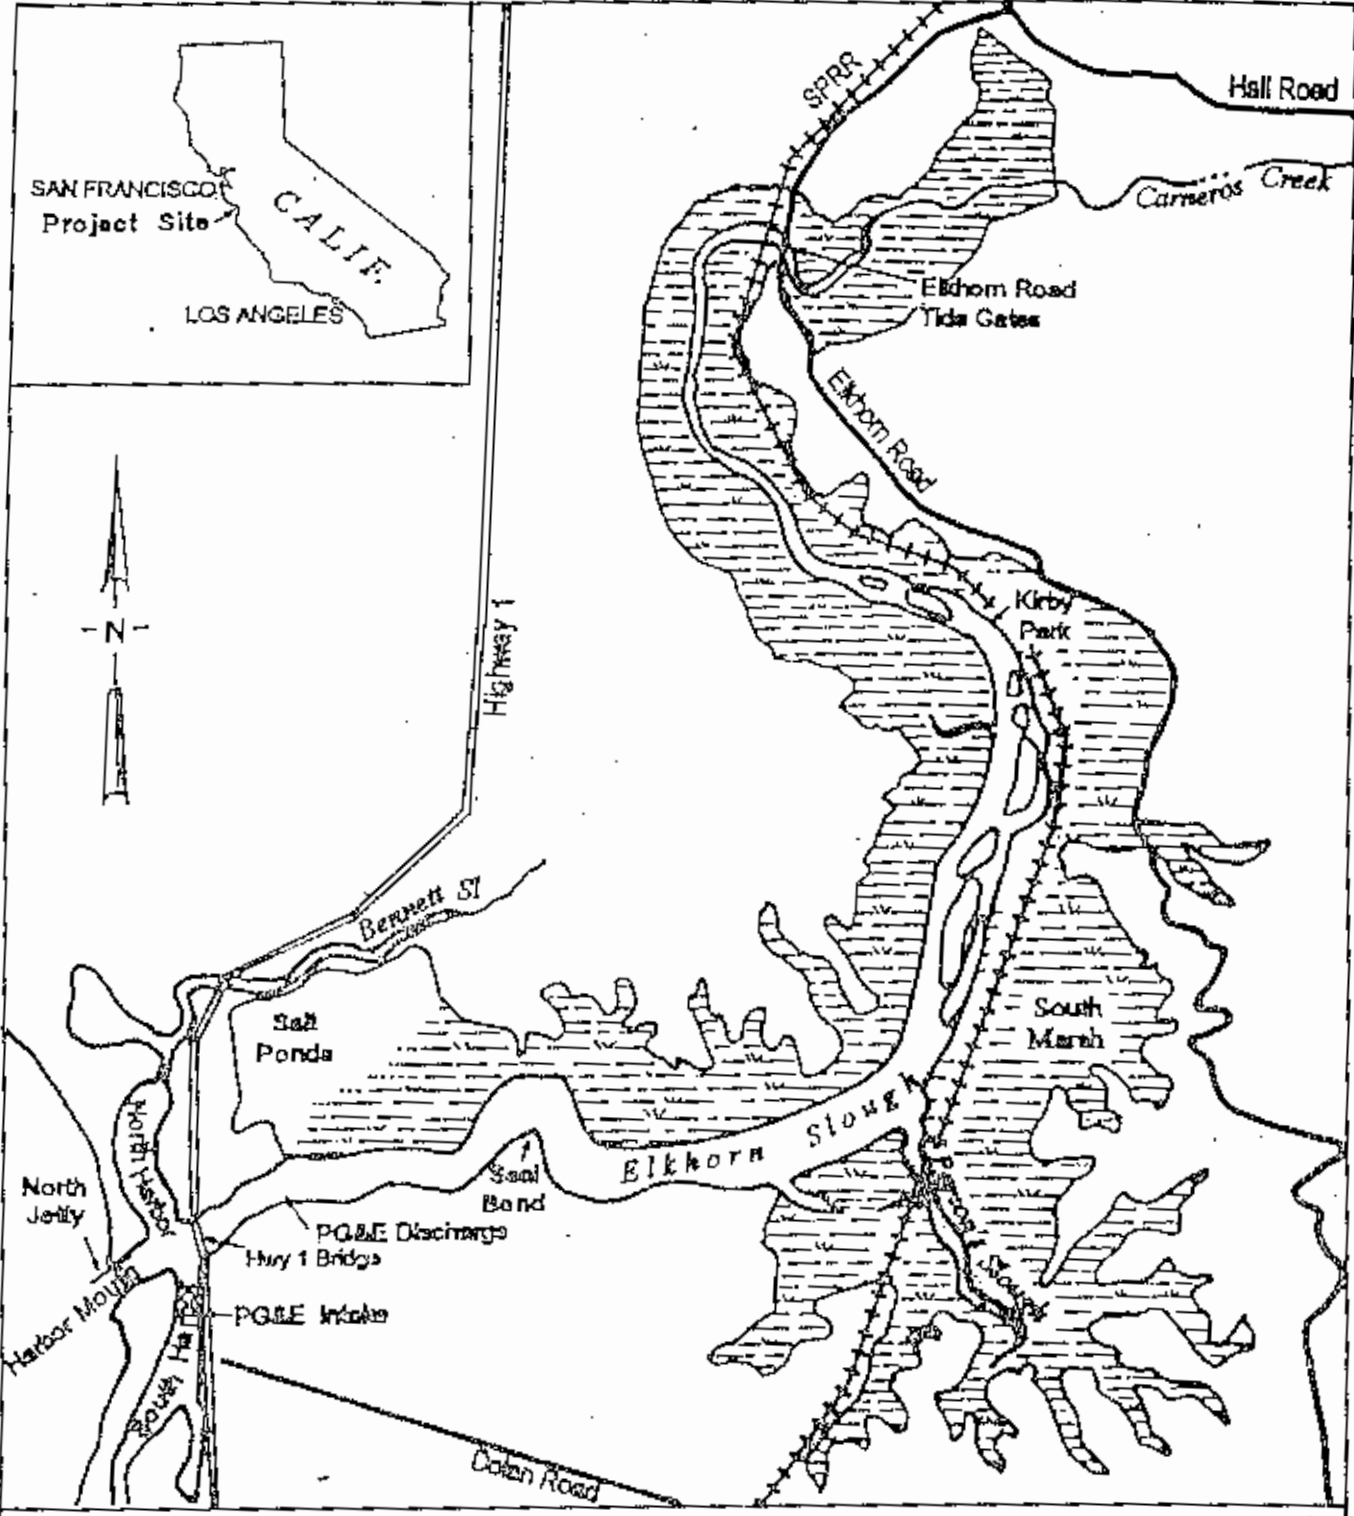 SPRR
Hall Road
SAN FRANCISCO
Project Site
CALIF.
LOS ANGELES
Carneros Creek
Elkhorn Road
Tide Gates
Elkhorn Road
N
Highway 1
Kirby
Park
Bennett Sl
Salt
Ponds
South
Marsh
North Harbor
Elkhorn Slough
Seal
Bend
North
Jetty
PG&E Discharge
Hwy 1 Bridge
Harbor Mouth
PG&E Intake
South Ha
Dolan Road